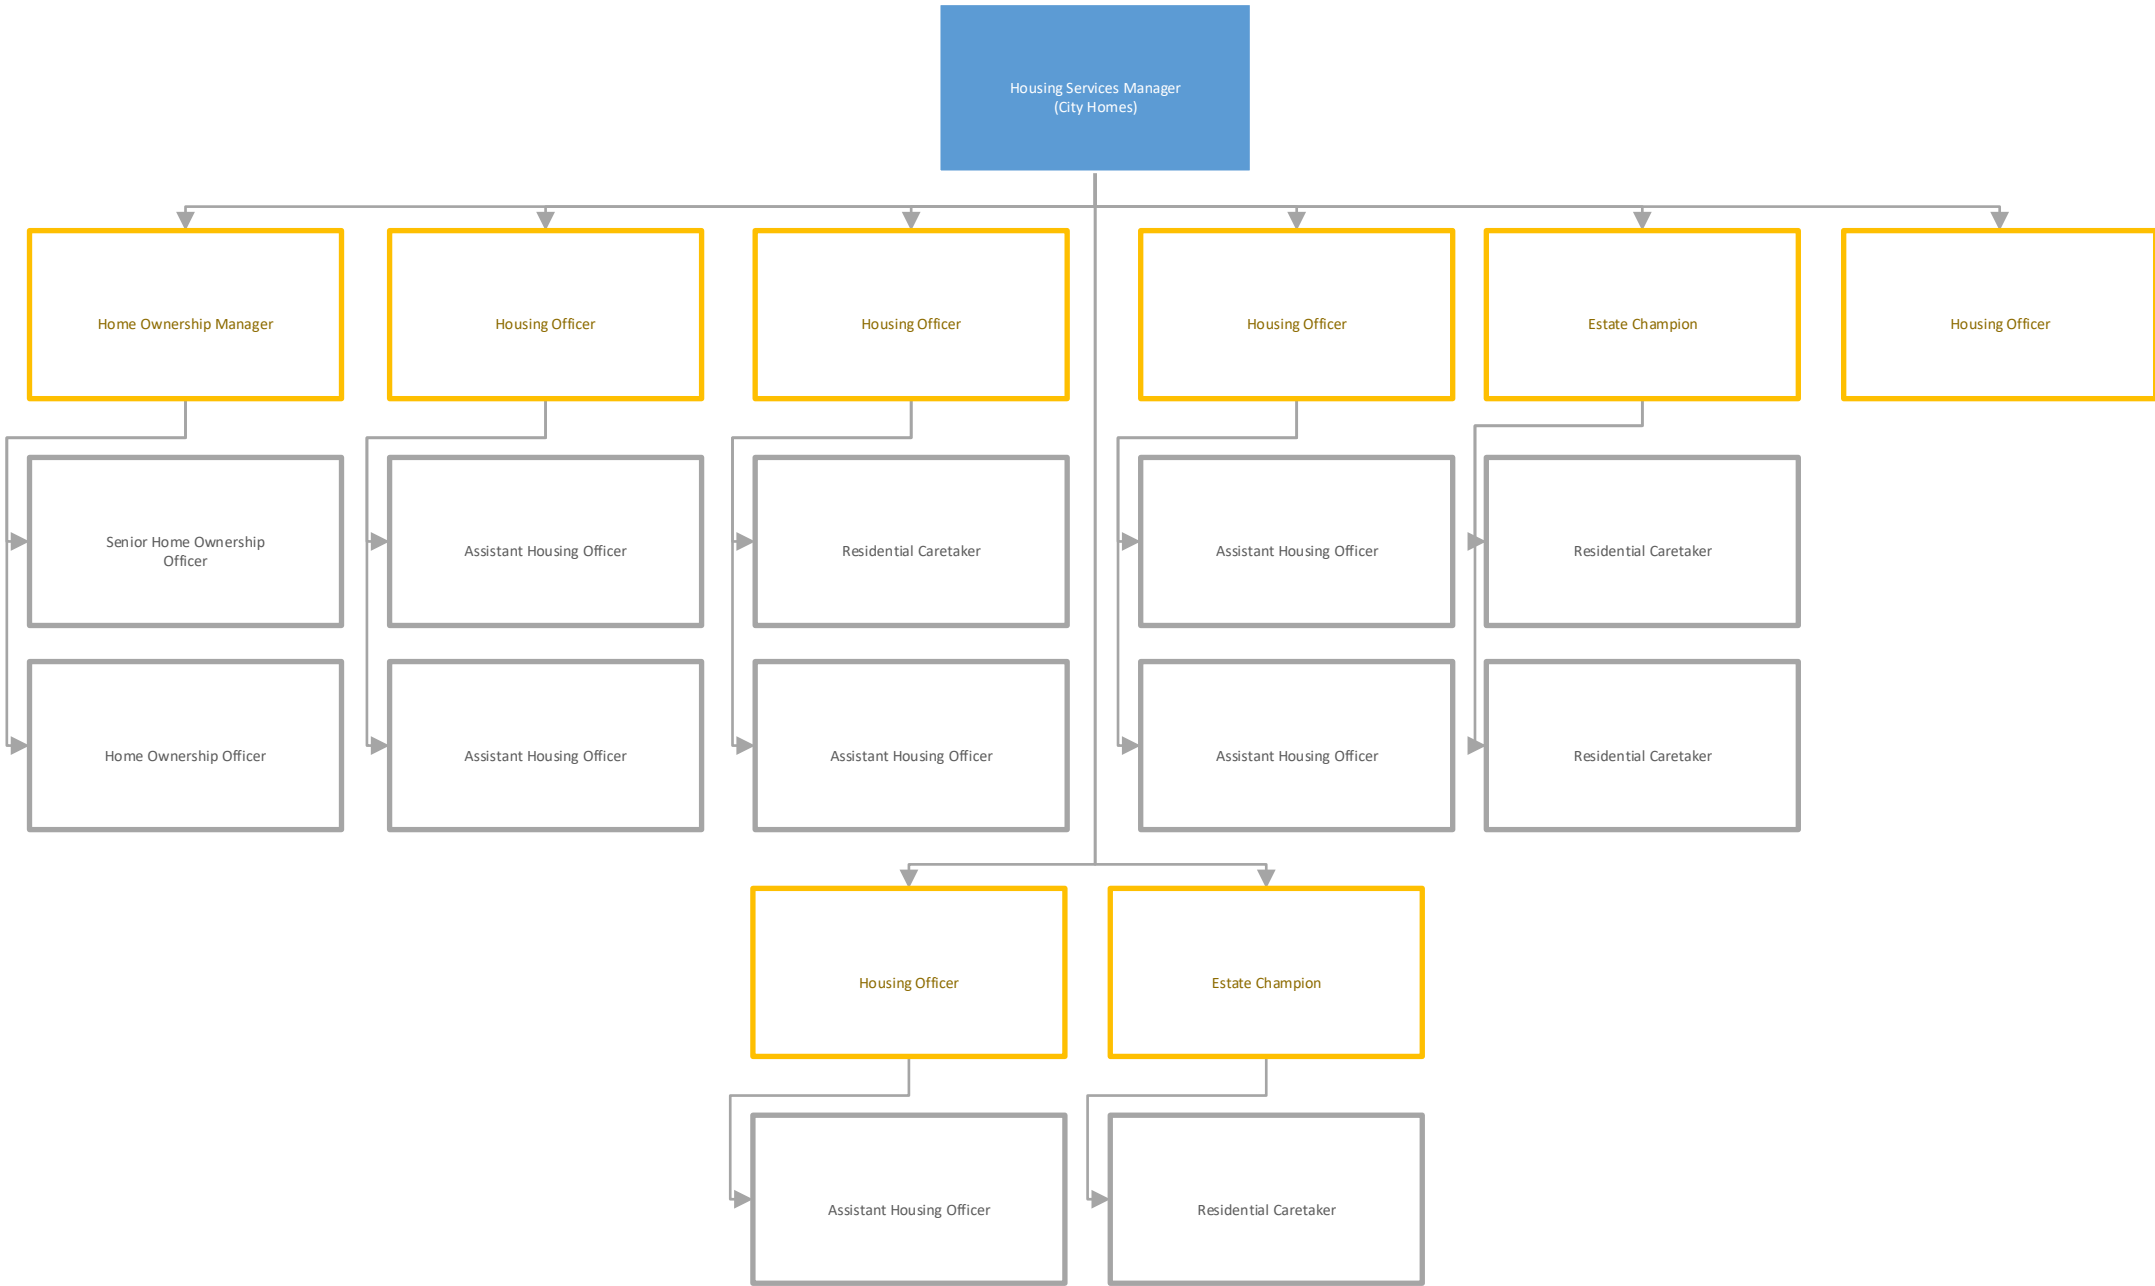 Housing Services Manager
(City Homes)
Home Ownership Manager
Housing Officer
Housing Officer
Housing Officer
Estate Champion
Housing Officer
Senior Home Ownership
Officer
Assistant Housing Officer
Residential Caretaker
Assistant Housing Officer
Residential Caretaker
Home Ownership Officer
Assistant Housing Officer
Assistant Housing Officer
Assistant Housing Officer
Residential Caretaker
Housing Officer
Estate Champion
Assistant Housing Officer
Residential Caretaker